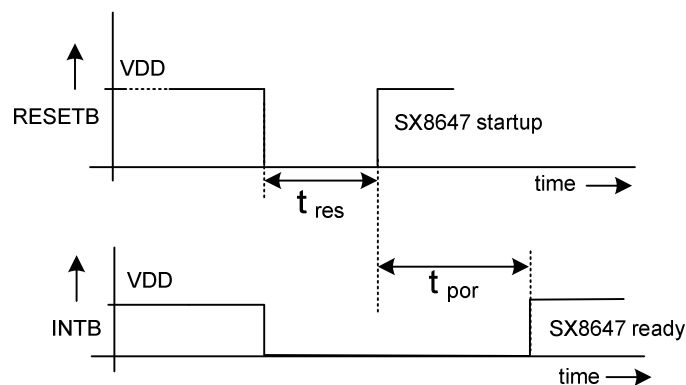 VDD
RESETB
SX8647 startup
time
t res
VDD
t por
INTB
SX8647 ready
time